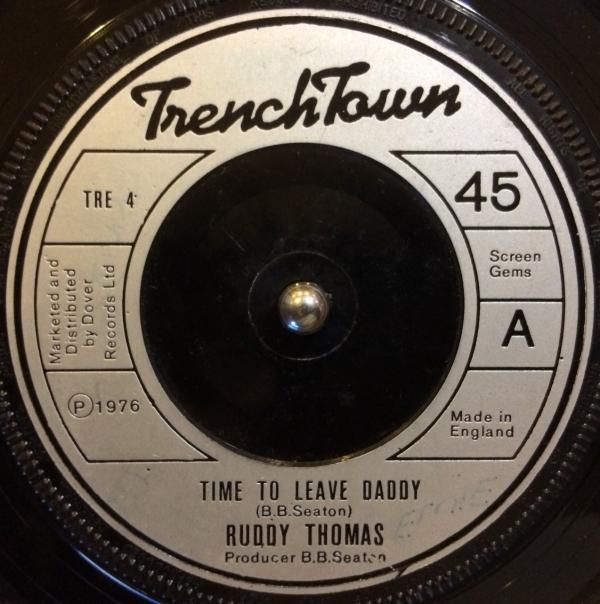 TrenchTown
TRE 4
45
Screen
Gems
Marketed and
Distributed
by Dover
Records Ltd
A
Ⓟ1976
Made in
England
TIME TO LEAVE DADDY
(B.B.Seaton)
RUDDY THOMAS
Producer B.B.Seaton